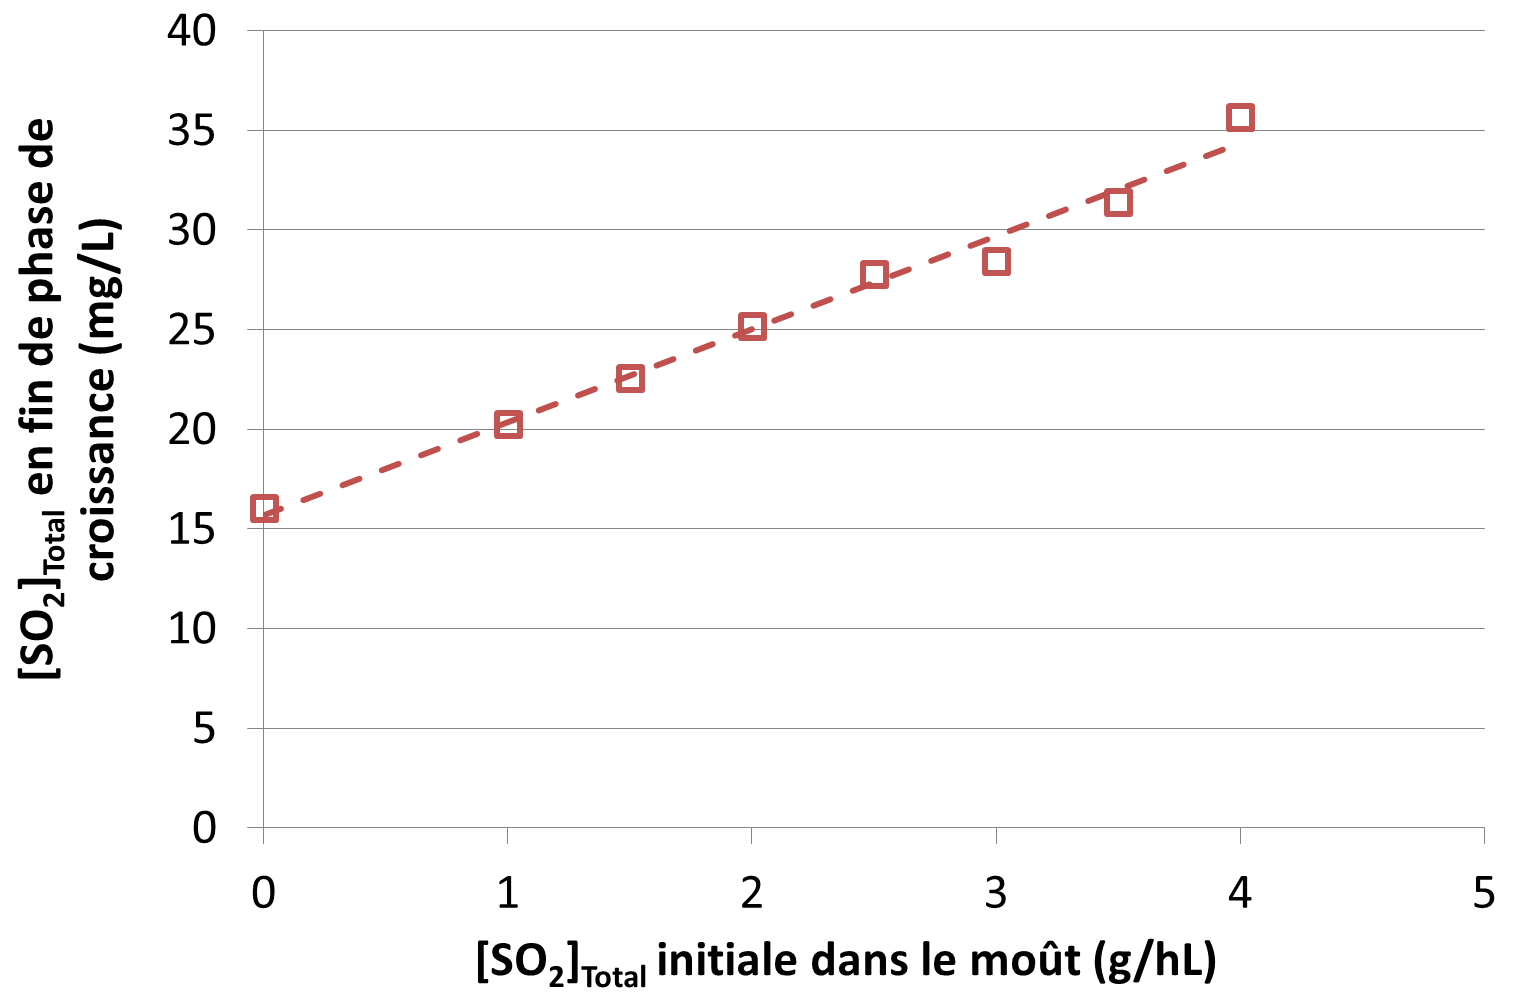 [SO2]Total en fin de phase de
croissance (mg/L)
40
35
30
25
20
15
10
5
0
0 1 2 3 4 5
[SO2]Total initiale dans le moût (g/hL)